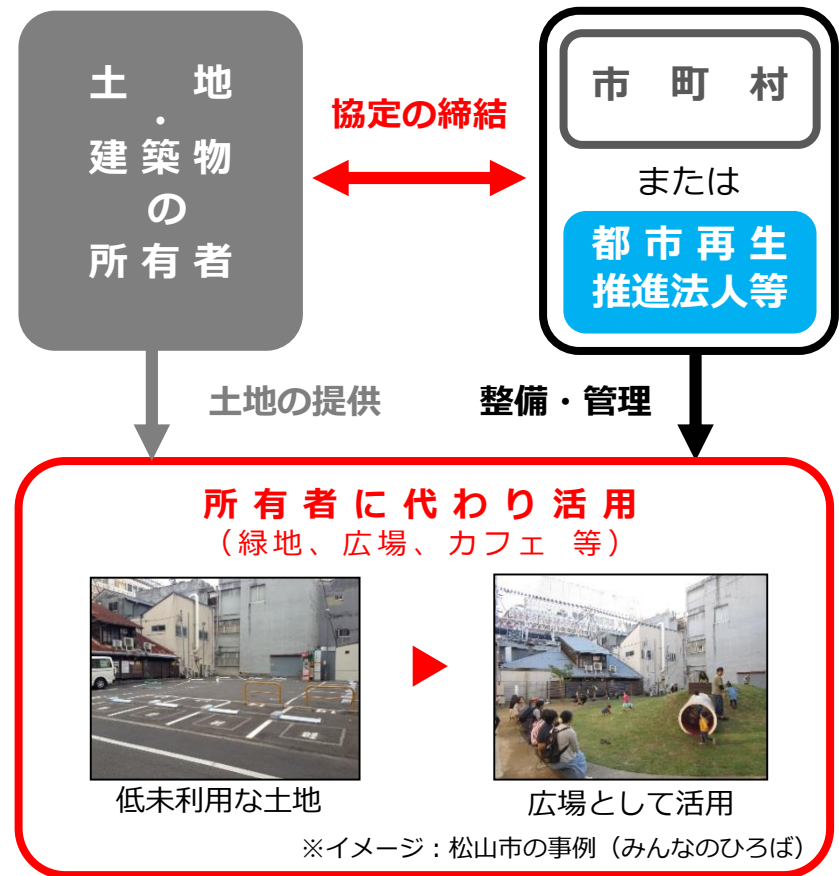 土 地
・
建築物
の
所有者
協定の締結
市 町 村
または
都市再生
推進法人等
土地の提供
整備・管理
所有者に代わり活用
（緑地、広場、カフェ 等）
低未利用な土地
広場として活用
※イメージ：松山市の事例（みんなのひろば）